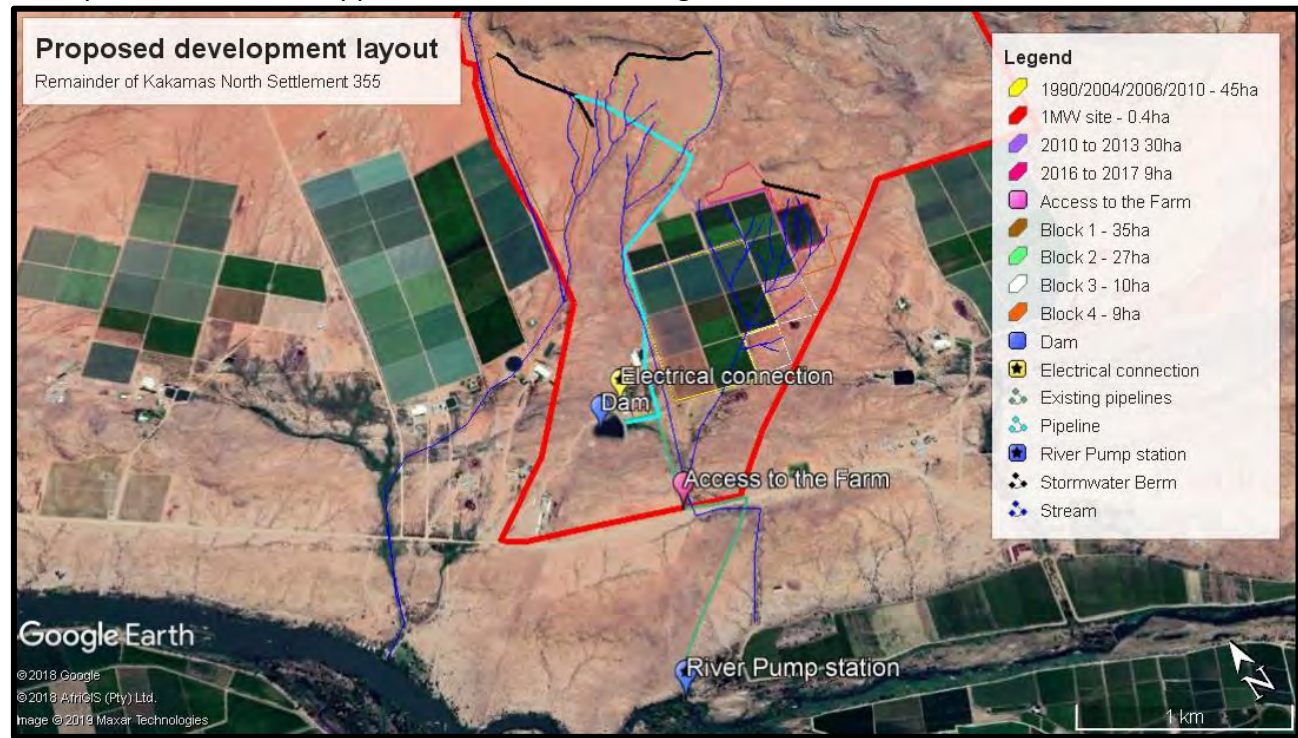 Proposed development layout
Remainder of Kakamas North Settlement 355
Legend
1990/2004/2006/2010 - 45ha
1MW site - 0.4ha
2010 to 2013 30ha
2016 to 2017 9ha
Access to the Farm
Block 1 - 35ha
Block 2 - 27ha
Block 3 - 10ha
Block 4 - 9ha
Dam
Electrical connection
Existing pipelines
Pipeline
River Pump station
Stormwater Berm
Stream
Electrical connection
Dam
Access to the Farm
River Pump station
Google Earth
©2018 Google
©2018 AfriGIS (Pty) Ltd.
Image © 2019 Maxar Technologies
N
1 km